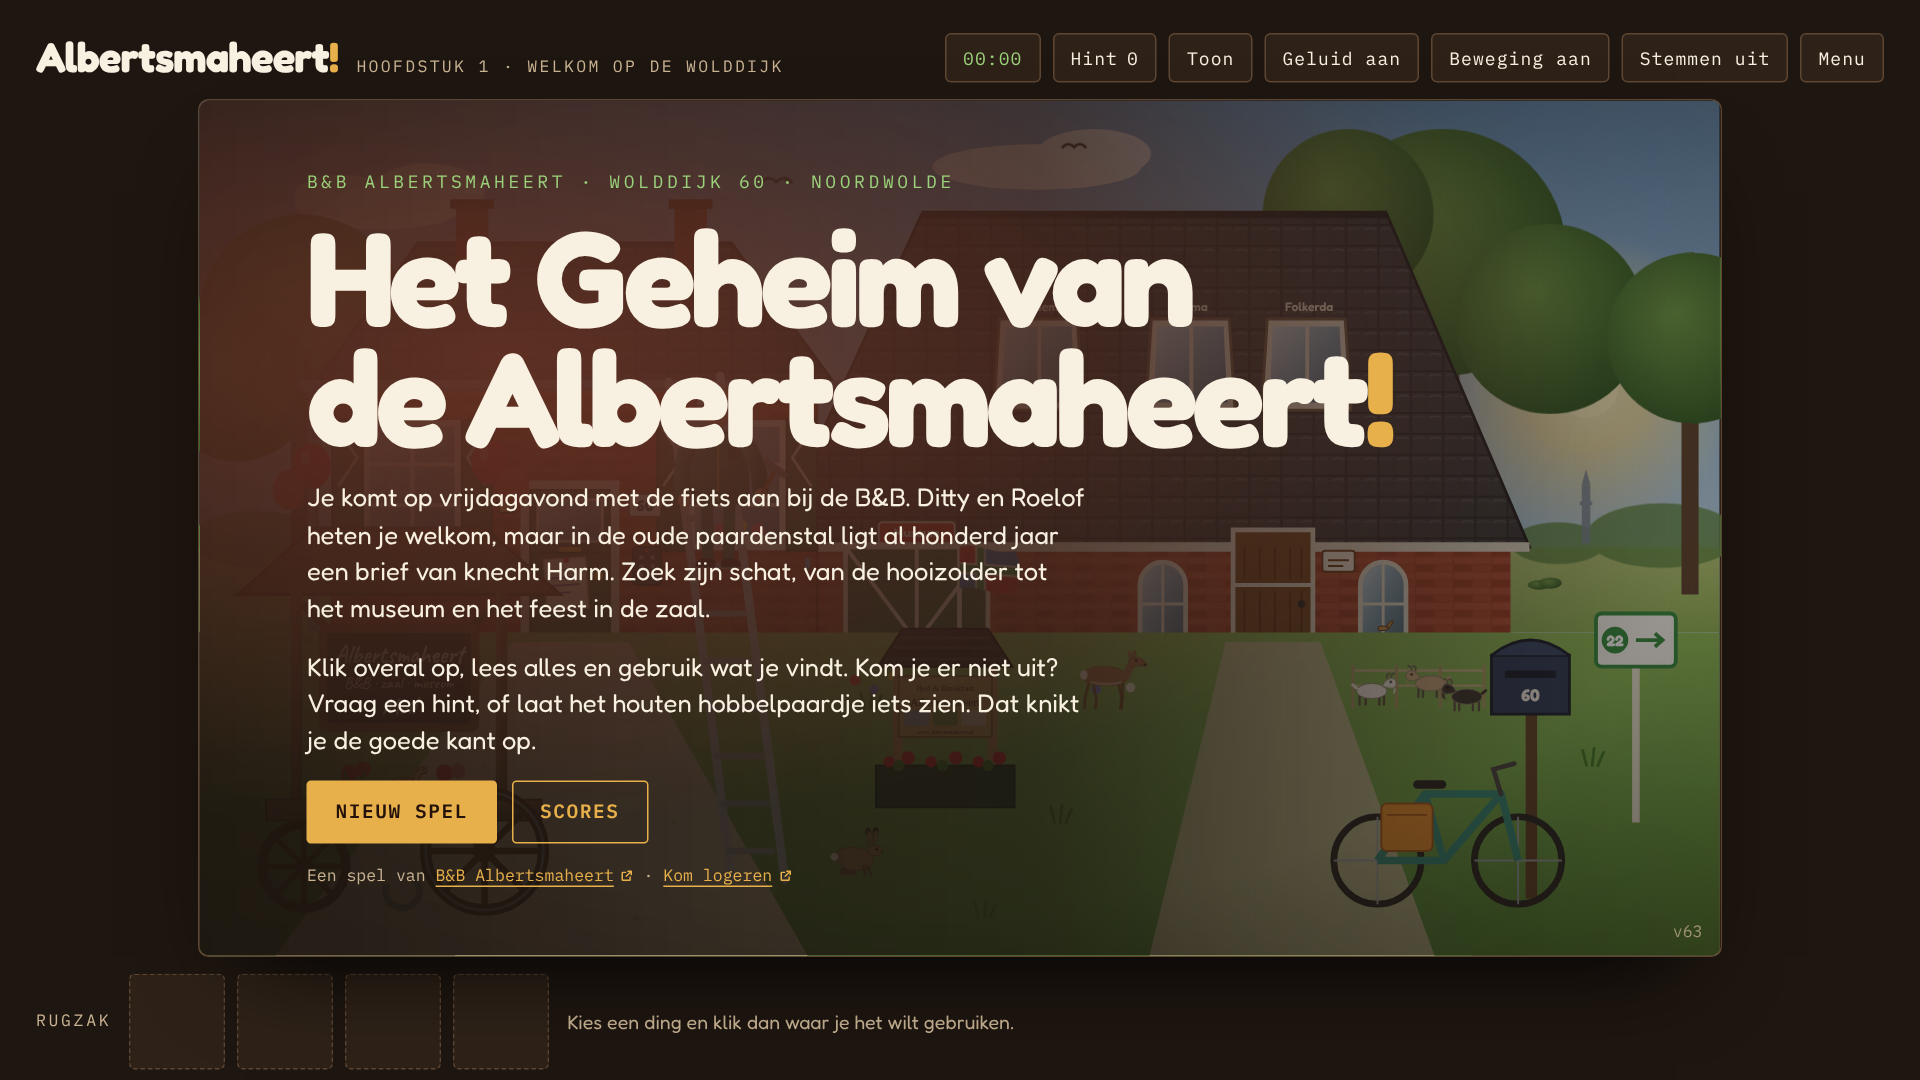 Albertsmaheert!
HOOFDSTUK 1 · WELKOM OP DE WOLDDIJK
00:00
Hint 0
Toon
Geluid aan
Beweging aan
Stemmen uit
Menu
B&B ALBERTSMAHEERT · WOLDDIJK 60 · NOORDWOLDE
Het Geheim van
de Albertsmaheert!
Folkerda
Je komt op vrijdagavond met de fiets aan bij de B&B. Ditty en Roelof
heten je welkom, maar in de oude paardenstal ligt al honderd jaar
een brief van knecht Harm. Zoek zijn schat, van de hooizolder tot
het museum en het feest in de zaal.
Klik overal op, lees alles en gebruik wat je vindt. Kom je er niet uit?
Vraag een hint, of laat het houten hobbelpaardje iets zien. Dat knikt
je de goede kant op.
22
60
NIEUW SPEL
SCORES
Een spel van B&B Albertsmaheert · Kom logeren
v63
RUGZAK
Kies een ding en klik dan waar je het wilt gebruiken.